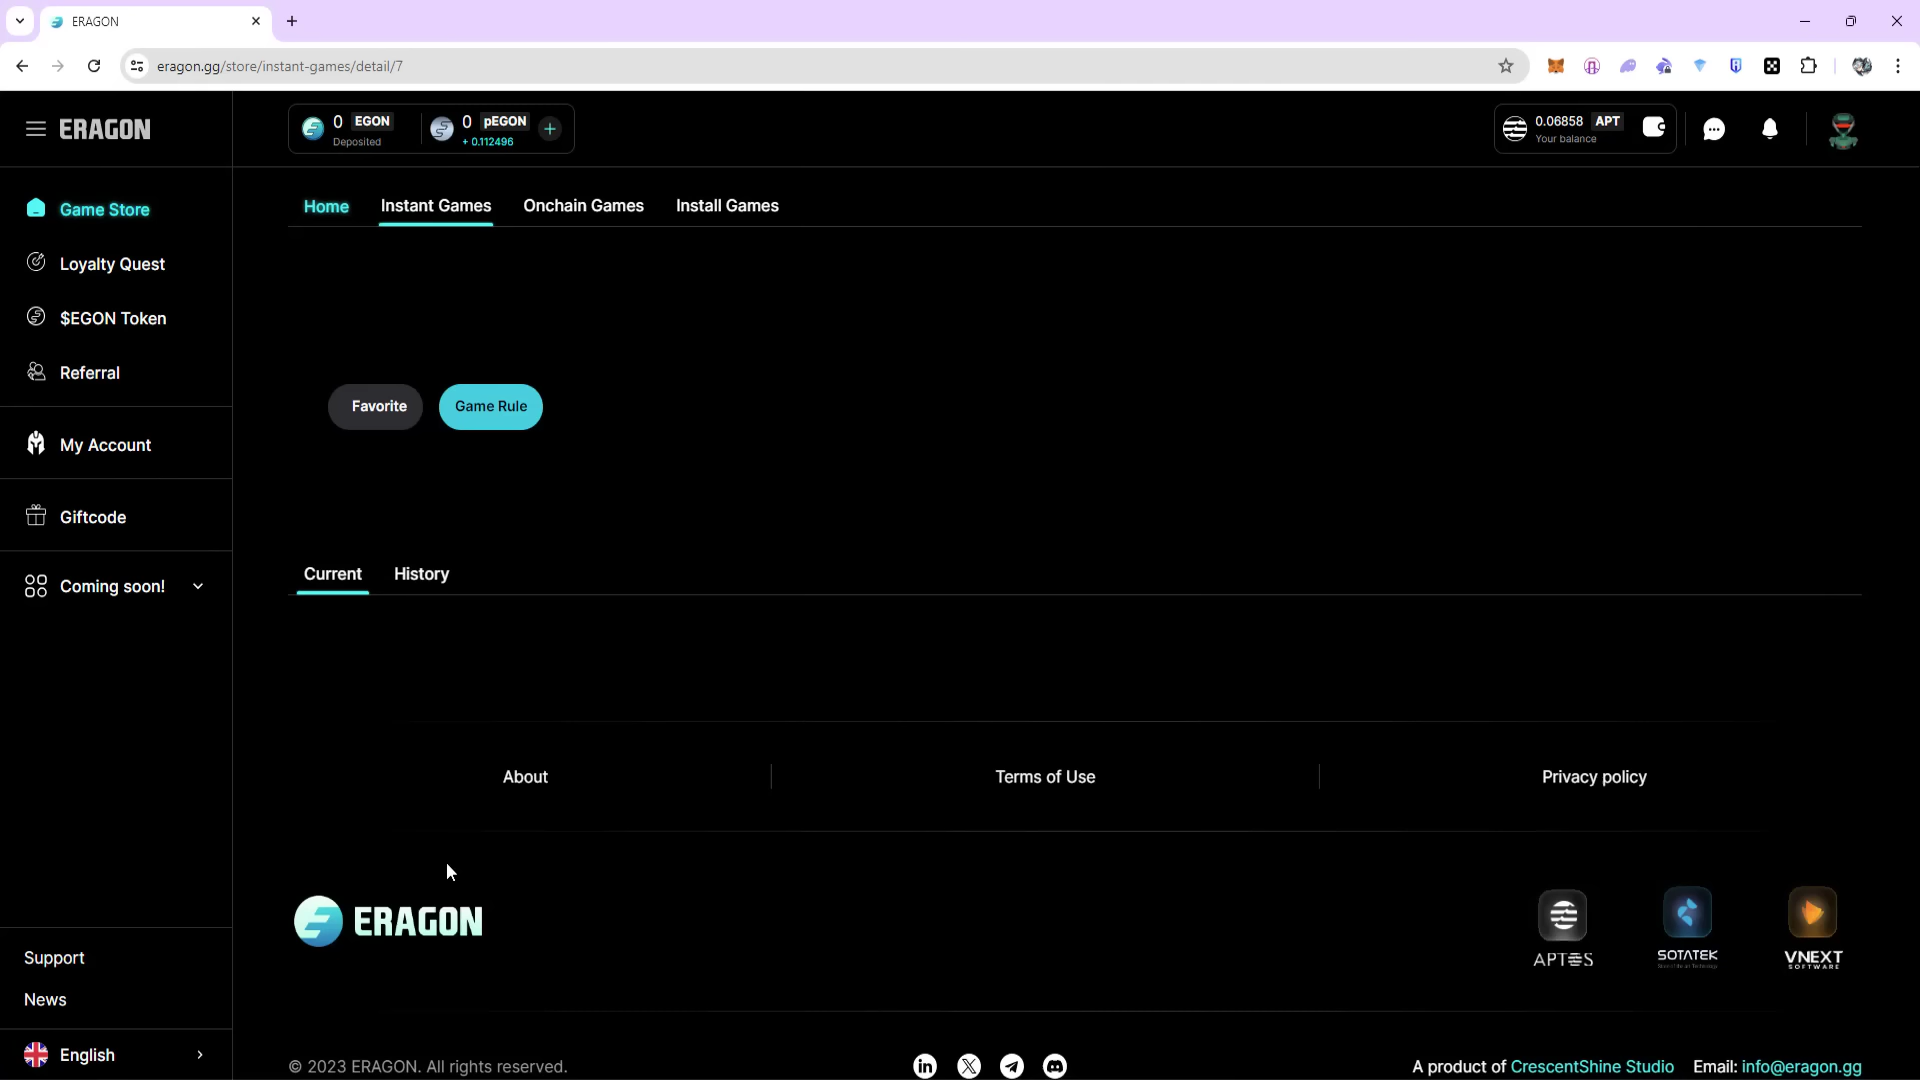 ERAGON
eragon.gg/store/instant-games/detail/7
ERAGON
0 EGON
Deposited
0 pEGON
+ 0.112496
0.06858 APT
Your balance
Game Store
Loyalty Quest
$EGON Token
Referral
My Account
Giftcode
Coming soon!
Support
News
English
Home Instant Games Onchain Games Install Games
Favorite Game Rule
Current History
About Terms of Use Privacy policy
ERAGON
APTOS
SOTATEK
VNEXT
SOFTWARE
© 2023 ERAGON. All rights reserved.
A product of CrescentShine Studio Email: info@eragon.gg